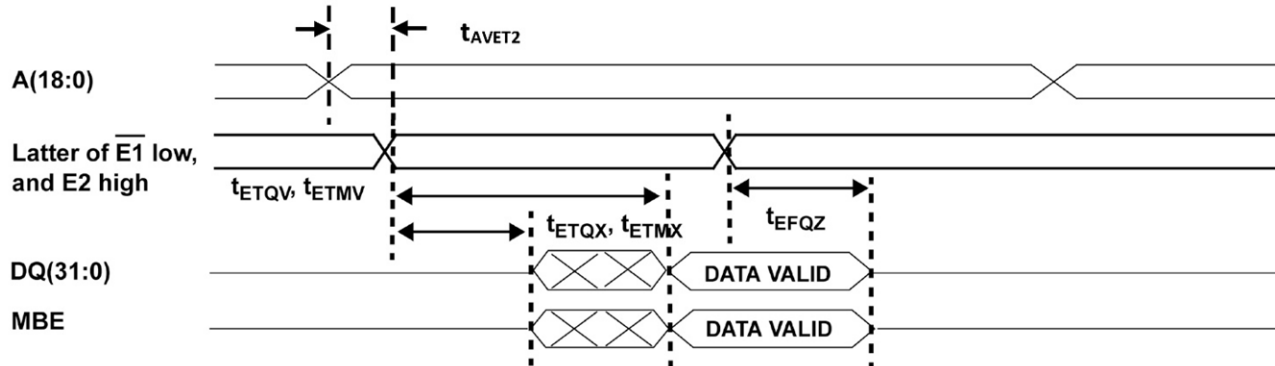 tAVET2
A(18:0)
Latter of E1 low,
and E2 high
tETQV, tETMV
tETQX, tETMX
tEFQZ
DQ(31:0)
DATA VALID
MBE
DATA VALID